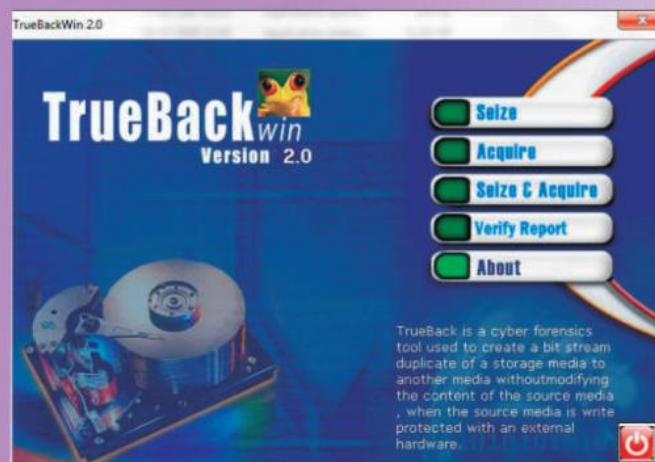 TrueBackWin 2.0
TrueBack win
Version 2.0
Seize
Acquire
Seize & Acquire
Verify Report
About
TrueBack is a cyber forensics
tool used to create a bit stream
duplicate of a storage media to
another media withoutmodifying
the content of the source media
, when the source media is write
protected with an external
hardware.